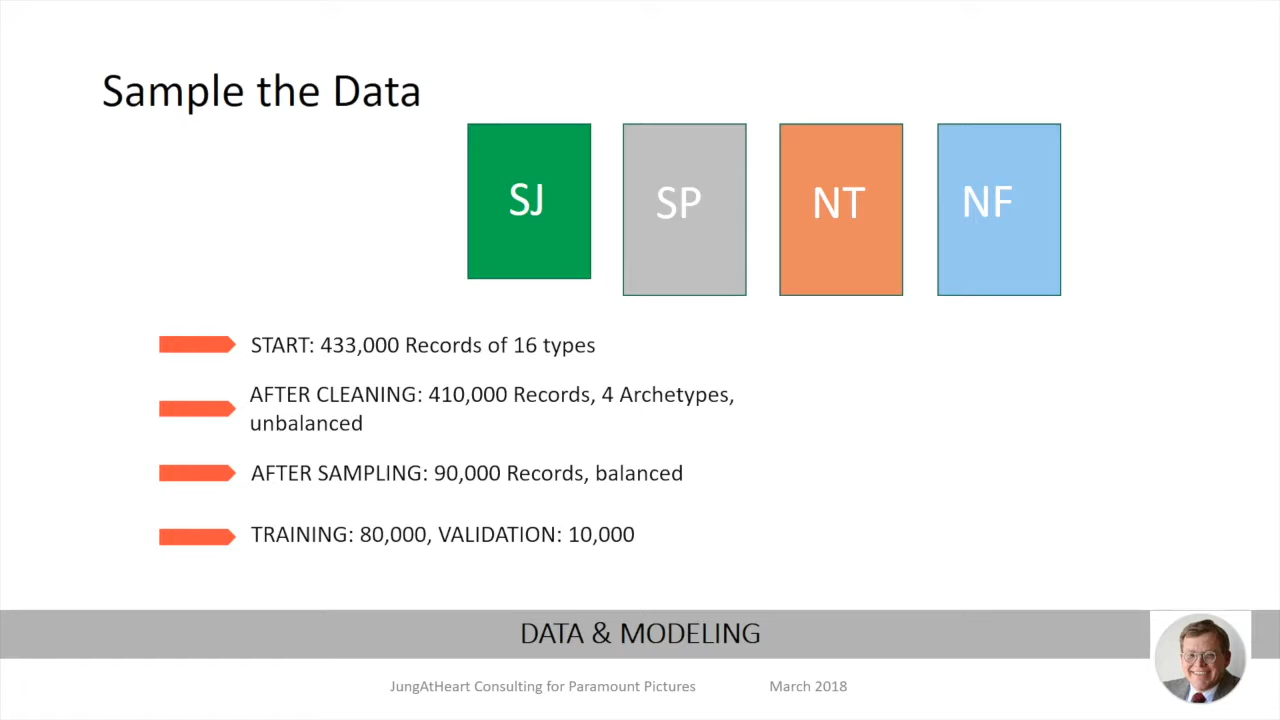 Sample the Data
SJ
SP
NT
NF
START: 433,000 Records of 16 types
AFTER CLEANING: 410,000 Records, 4 Archetypes,
unbalanced
AFTER SAMPLING: 90,000 Records, balanced
TRAINING: 80,000, VALIDATION: 10,000
DATA & MODELING
JungAtHeart Consulting for Paramount Pictures
March 2018